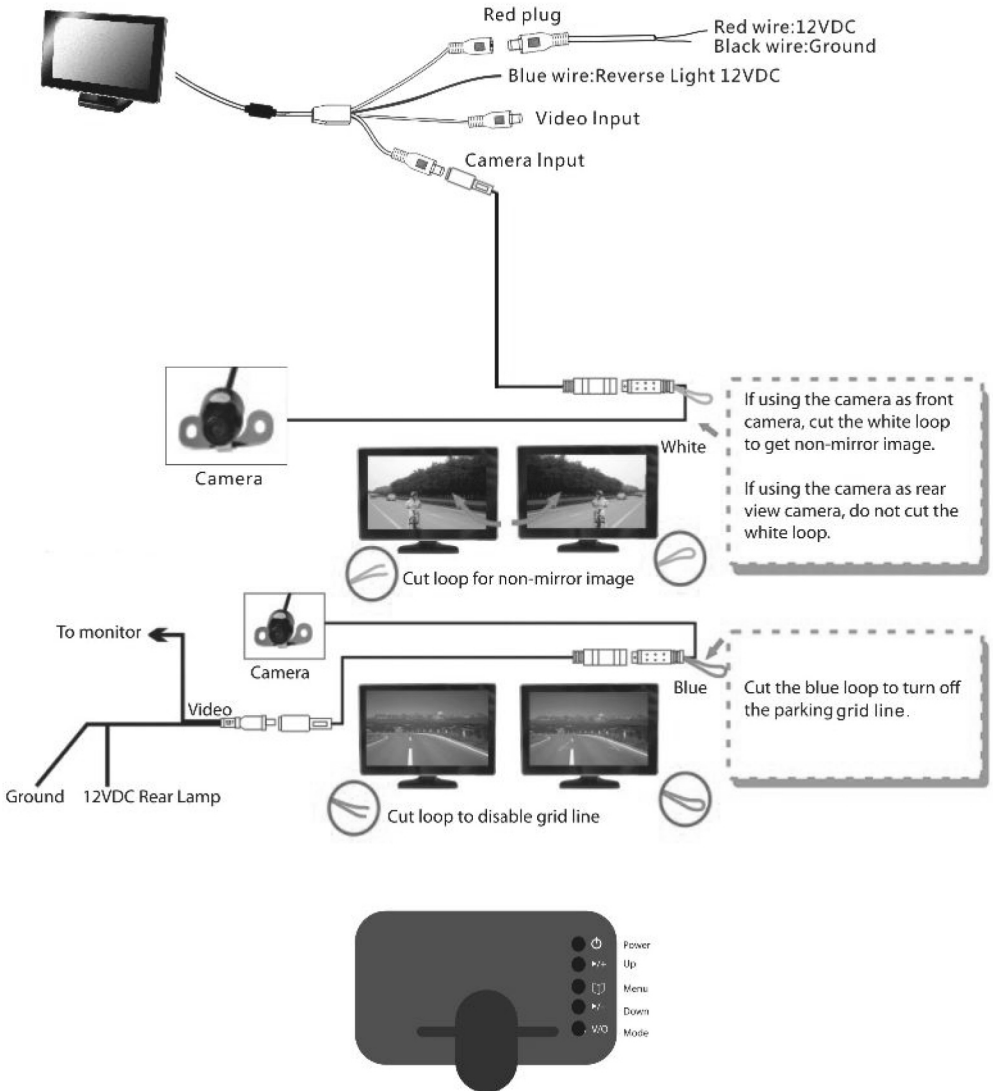 Red plug
Red wire:12VDC
Black wire:Ground
Blue wire:Reverse Light 12VDC
Video Input
Camera Input
If using the camera as front
camera, cut the white loop
to get non-mirror image.
If using the camera as rear
view camera, do not cut the
white loop.
White
Camera
Cut loop for non-mirror image
To monitor
Camera
Blue
Cut the blue loop to turn off
the parking grid line.
Video
Ground
12VDC Rear Lamp
Cut loop to disable grid line
Power
▶/+ Up
Menu
▶/- Down
V/O Mode